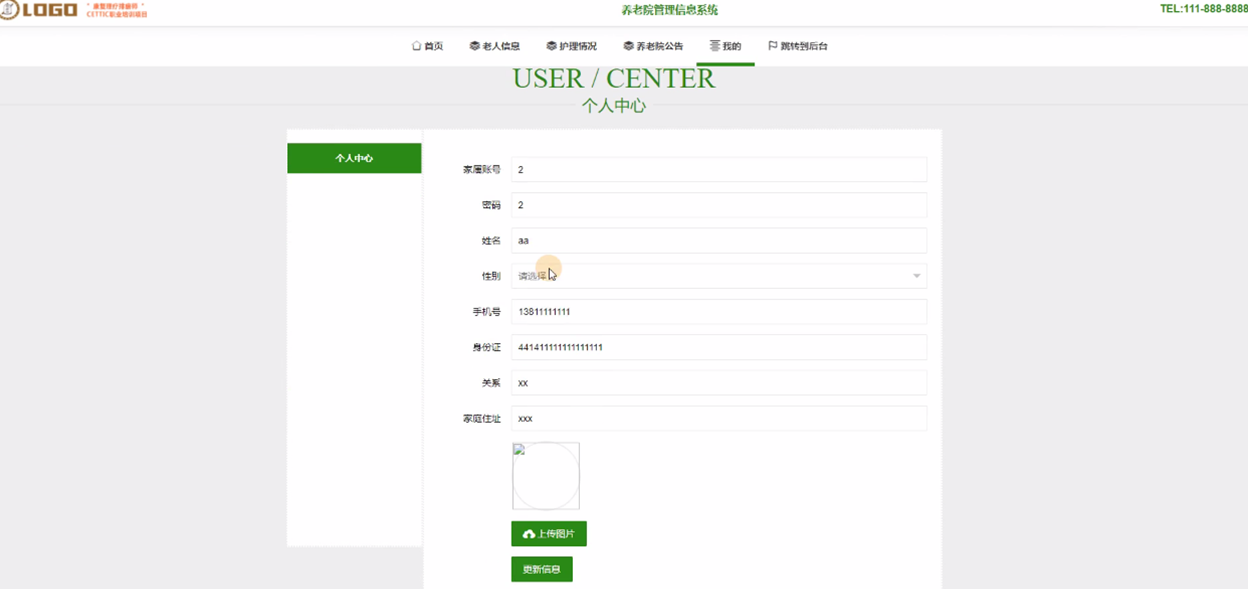 LOGO
康复理疗理疗师
CETTIC职业培训项目
养老院管理信息系统
TEL:111-888-8888
首页 老人信息 护理情况 养老院公告 我的 跳转到后台
USER / CENTER
个人中心
个人中心
家属账号 2
密码 2
姓名 aa
性别 请选择
手机号 13811111111
身份证 441411111111111111
关系 xx
家庭住址 xxx
上传图片
更新信息